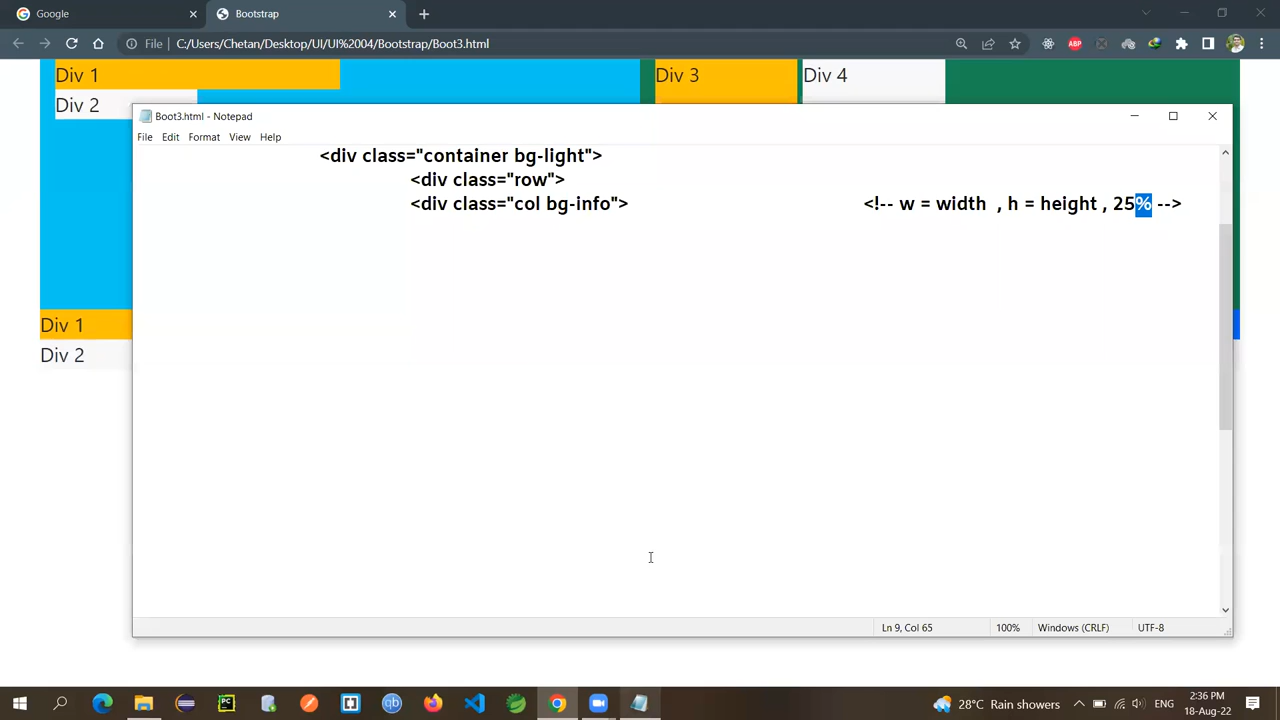 Google
Bootstrap
File
C:/Users/Chetan/Desktop/UI/UI%2004/Bootstrap/Boot3.html
ABP
Div 1
Div 3
Div 4
Div 2
Boot3.html - Notepad
File Edit Format View Help
<div class="container bg-light">
<div class="row">
<div class="col bg-info"> <!-- w = width , h = height , 25% -->
Div 1
Div 2
Ln 9, Col 65
100%
Windows (CRLF)
UTF-8
PC
qb
28°C Rain showers
ENG
2:36 PM
18-Aug-22